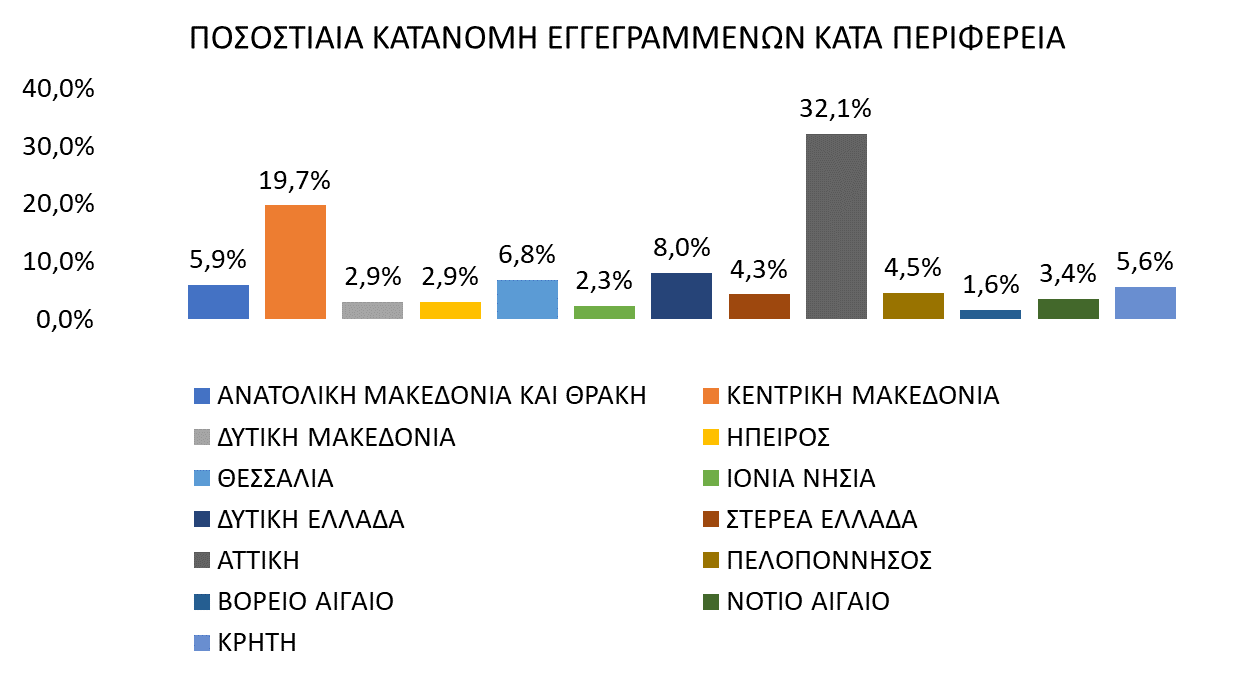 ΠΟΣΟΣΤΙΑΙΑ ΚΑΤΑΝΟΜΗ ΕΓΓΕΓΡΑΜΜΕΝΩΝ ΚΑΤΑ ΠΕΡΙΦΕΡΕΙΑ
40,0%
30,0%
20,0%
10,0%
0,0%
5,9%
19,7%
2,9%
2,9%
6,8%
2,3%
8,0%
4,3%
32,1%
4,5%
1,6%
3,4%
5,6%
ΑΝΑΤΟΛΙΚΗ ΜΑΚΕΔΟΝΙΑ ΚΑΙ ΘΡΑΚΗ
ΚΕΝΤΡΙΚΗ ΜΑΚΕΔΟΝΙΑ
ΔΥΤΙΚΗ ΜΑΚΕΔΟΝΙΑ
ΗΠΕΙΡΟΣ
ΘΕΣΣΑΛΙΑ
ΙΟΝΙΑ ΝΗΣΙΑ
ΔΥΤΙΚΗ ΕΛΛΑΔΑ
ΣΤΕΡΕΑ ΕΛΛΑΔΑ
ΑΤΤΙΚΗ
ΠΕΛΟΠΟΝΝΗΣΟΣ
ΒΟΡΕΙΟ ΑΙΓΑΙΟ
ΝΟΤΙΟ ΑΙΓΑΙΟ
ΚΡΗΤΗ